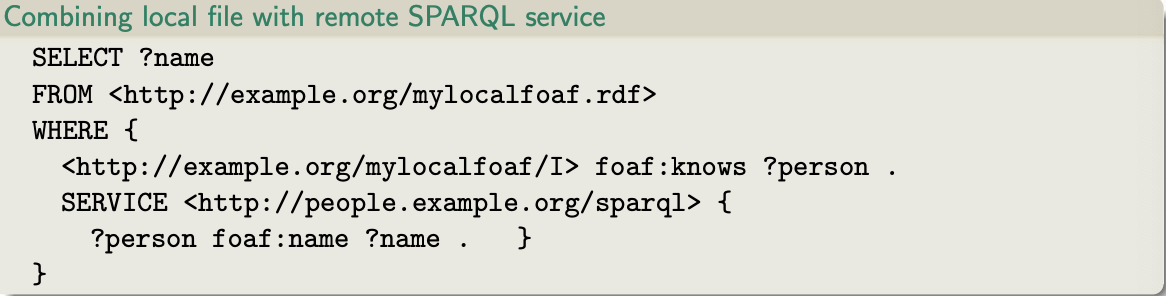 Combining local file with remote SPARQL service
SELECT ?name
FROM <http://example.org/mylocalfoaf.rdf>
WHERE {
<http://example.org/mylocalfoaf/I> foaf:knows ?person .
SERVICE <http://people.example.org/sparql> {
?person foaf:name ?name . }
}